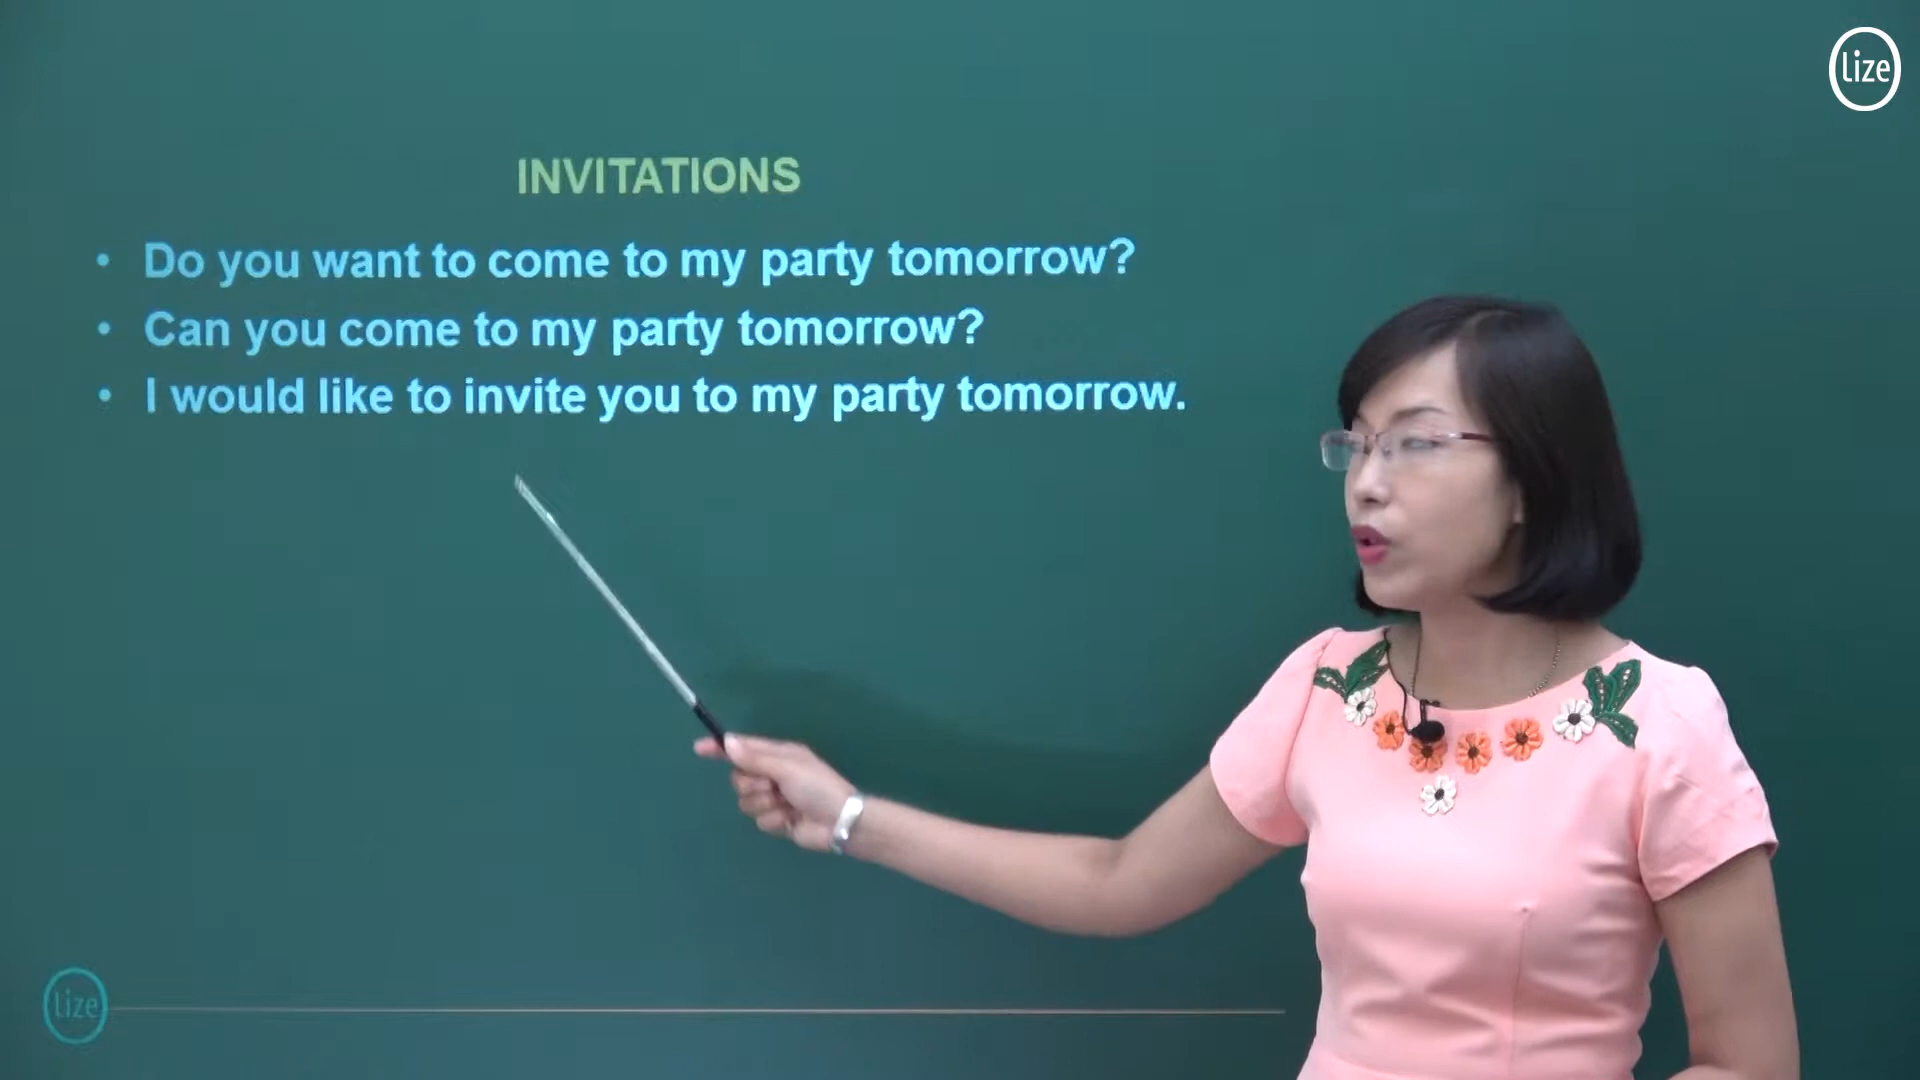 Lize
INVITATIONS
• Do you want to come to my party tomorrow?
• Can you come to my party tomorrow?
• I would like to invite you to my party tomorrow.
Lize